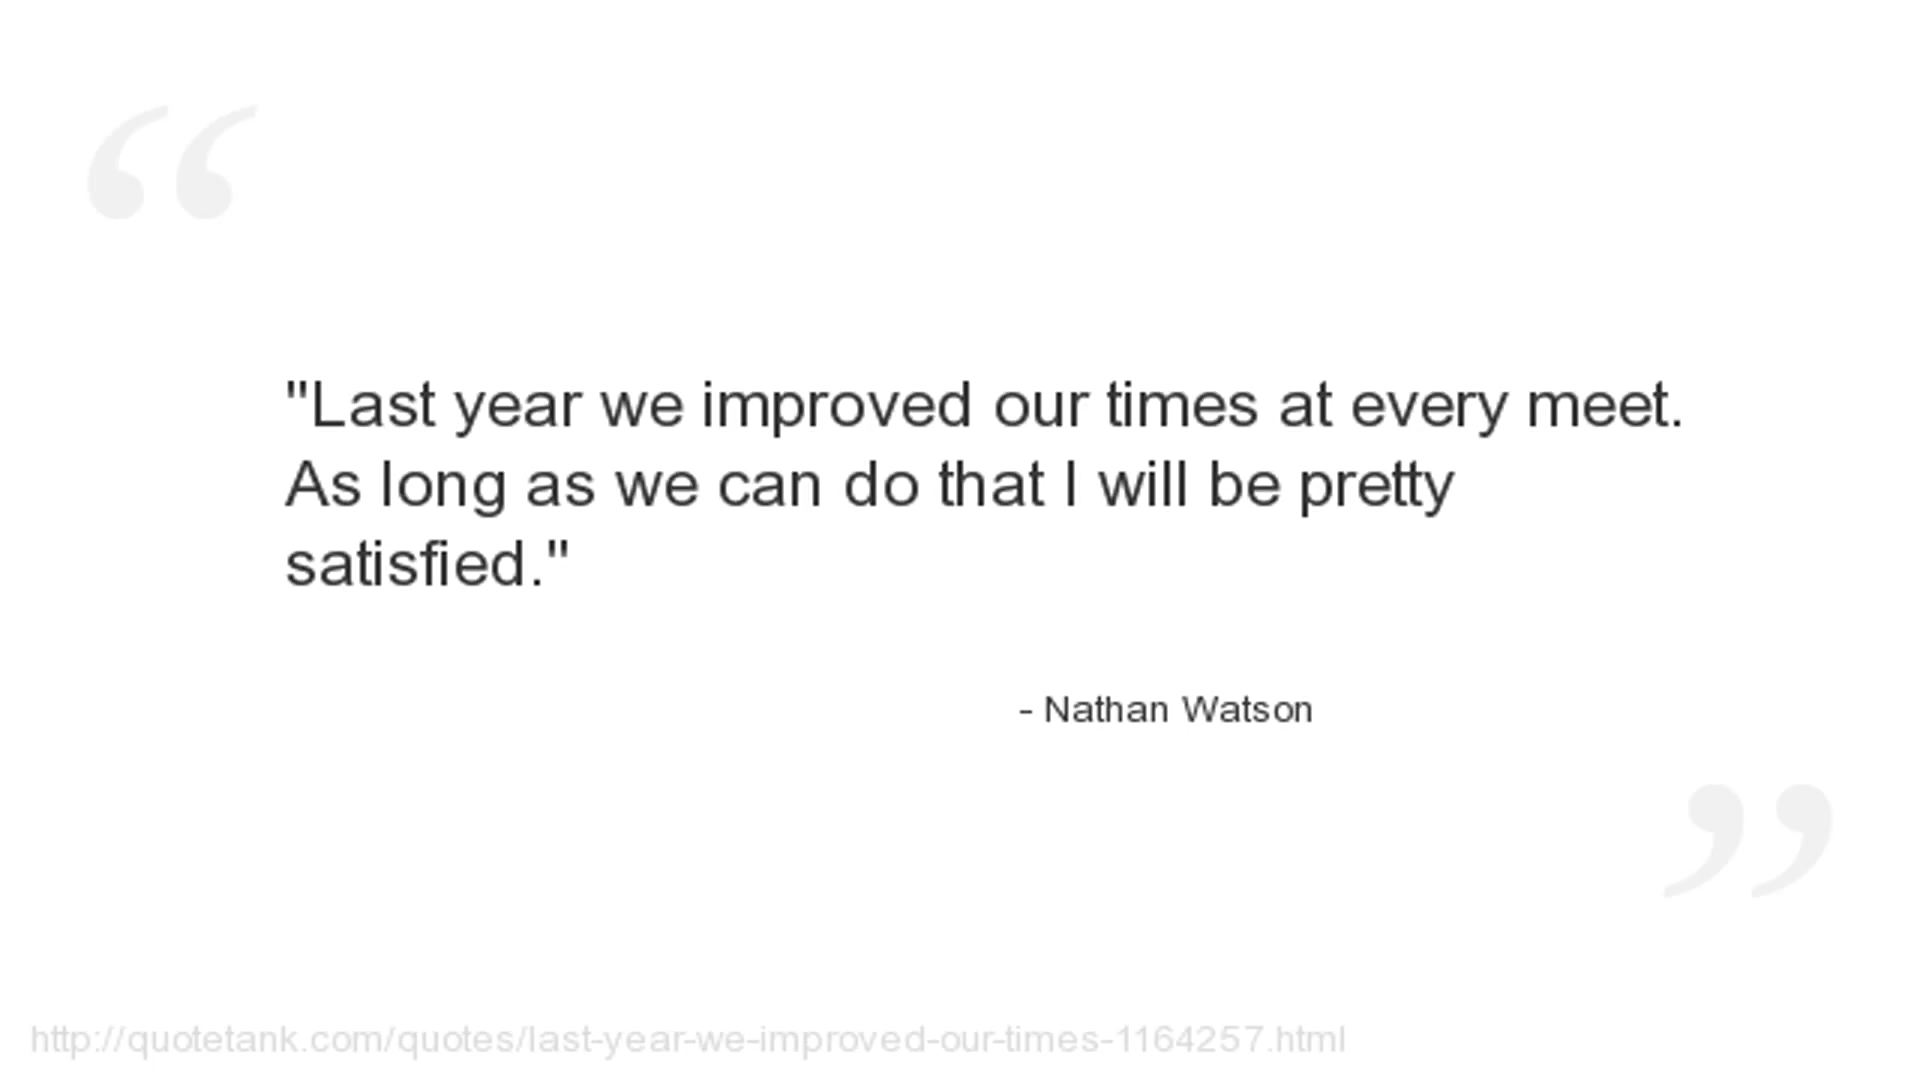 “
"Last year we improved our times at every meet.
As long as we can do that I will be pretty
satisfied."
- Nathan Watson
”
http://quotetank.com/quotes/last-year-we-improved-our-times-1164257.html